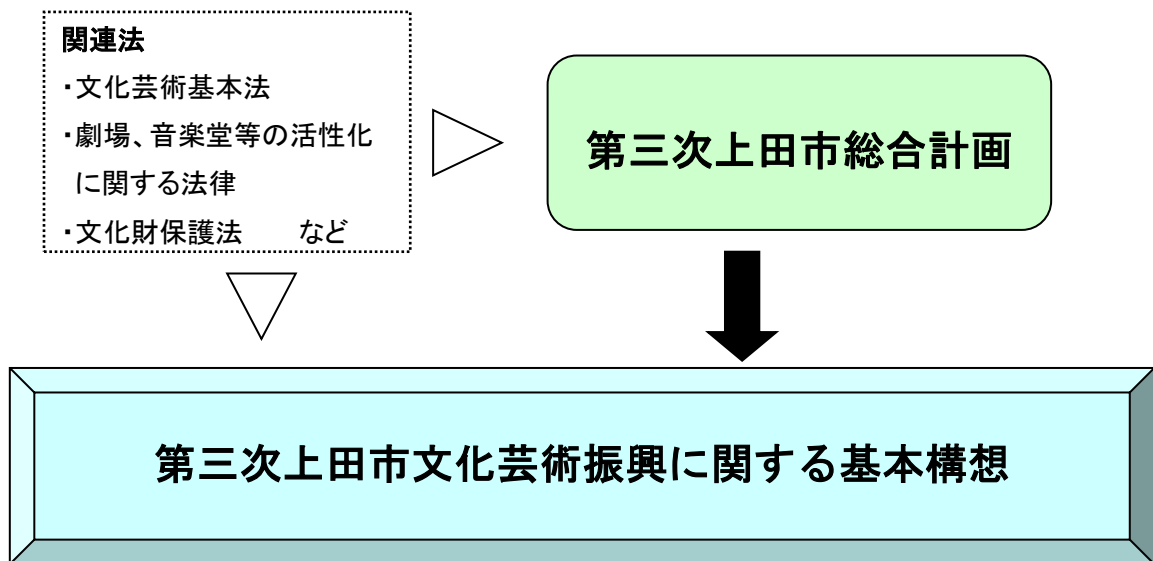 関連法
・文化芸術基本法
・劇場、音楽堂等の活性化
に関する法律
・文化財保護法　　など
第三次上田市総合計画
第三次上田市文化芸術振興に関する基本構想